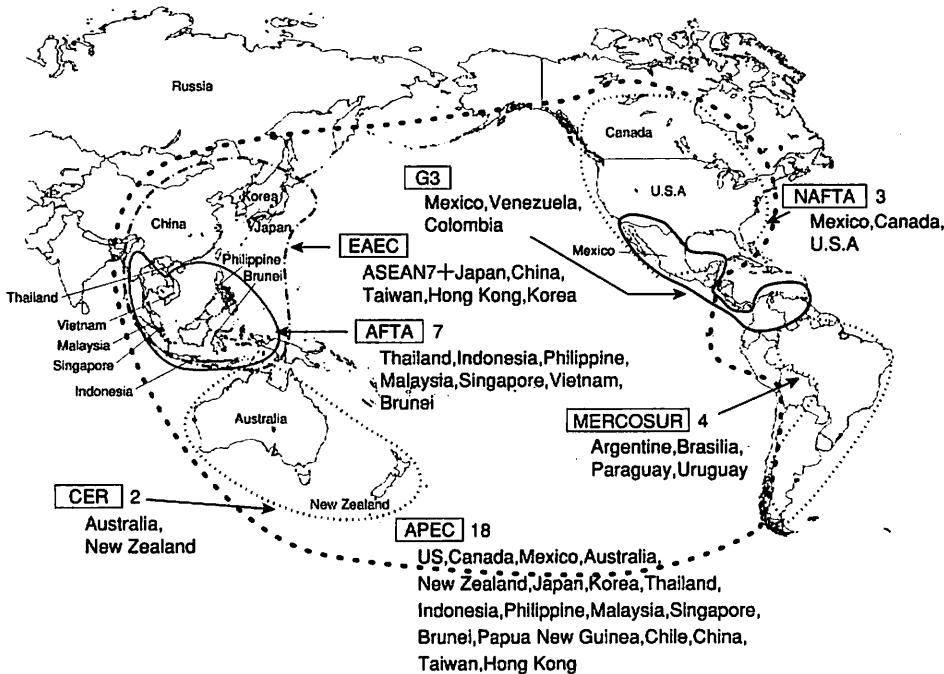 Russia
Canada
U.S.A
Mexico
Korea
Japan
China
Philippine
Brunei
Thailand
Vietnam
Malaysia
Singapore
Indonesia
Australia
New Zealand
G3
Mexico,Venezuela,
Colombia
NAFTA 3
Mexico,Canada,
U.S.A
EAEC
ASEAN7+Japan,China,
Taiwan,Hong Kong,Korea
AFTA 7
Thailand,Indonesia,Philippine,
Malaysia,Singapore,Vietnam,
Brunei
MERCOSUR 4
Argentine,Brasilia,
Paraguay,Uruguay
CER 2
Australia,
New Zealand
APEC 18
US,Canada,Mexico,Australia,
New Zealand,Japan,Korea,Thailand,
Indonesia,Philippine,Malaysia,Singapore,
Brunei,Papua New Guinea,Chile,China,
Taiwan,Hong Kong